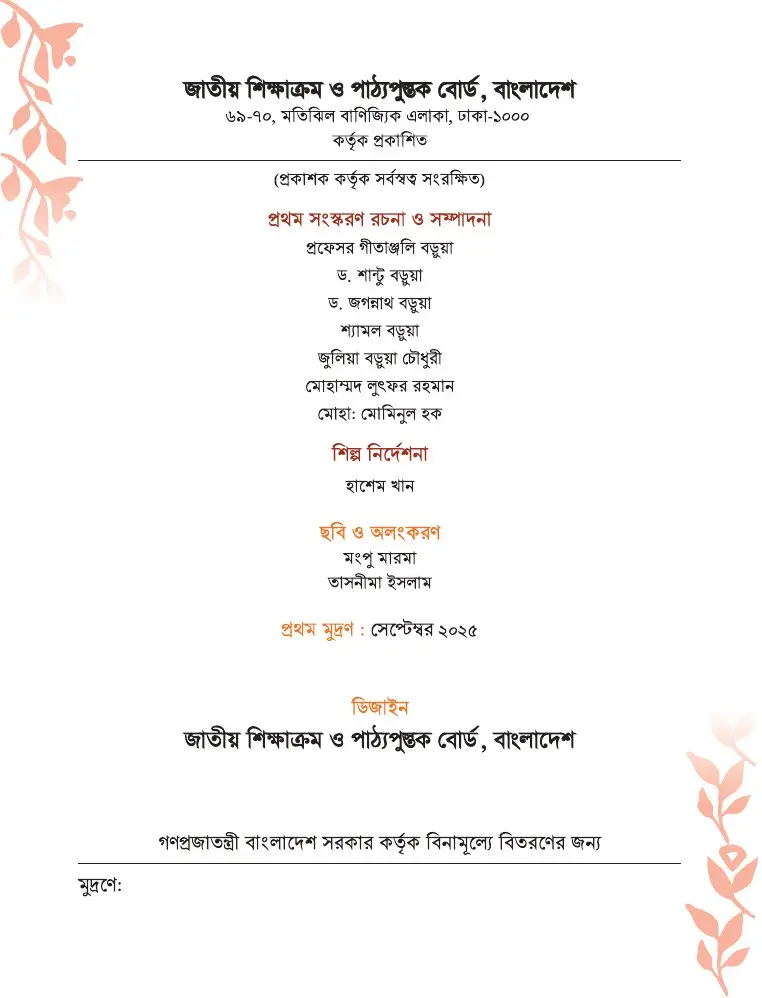 জাতীয় শিক্ষাক্রম ও পাঠ্যপুস্তক বোর্ড, বাংলাদেশ
৬৯-৭০, মতিঝিল বাণিজ্যিক এলাকা, ঢাকা-১০০০
কর্তৃক প্রকাশিত
(প্রকাশক কর্তৃক সর্বস্বত্ব সংরক্ষিত)
প্রথম সংস্করণ রচনা ও সম্পাদনা
প্রফেসর গীতাঞ্জলি বড়ুয়া
ড. শান্টু বড়ুয়া
ড. জগন্নাথ বড়ুয়া
শ্যামল বড়ুয়া
জুলিয়া বড়ুয়া চৌধুরী
মোহাম্মদ লুৎফর রহমান
মোহা: মোমিনুল হক
শিল্প নির্দেশনা
হাশেম খান
ছবি ও অলংকরণ
মংপু মারমা
তাসনীমা ইসলাম
প্রথম মুদ্রণ : সেপ্টেম্বর ২০২৫
ডিজাইন
জাতীয় শিক্ষাক্রম ও পাঠ্যপুস্তক বোর্ড, বাংলাদেশ
গণপ্রজাতন্ত্রী বাংলাদেশ সরকার কর্তৃক বিনামূল্যে বিতরণের জন্য
মুদ্রণে: